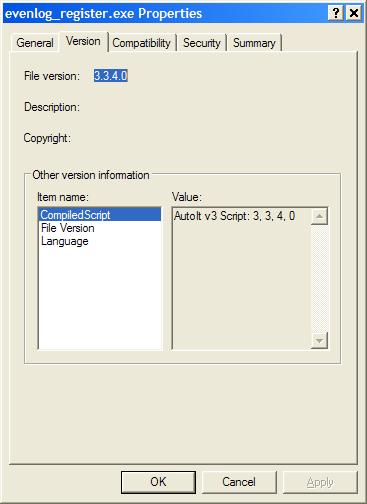 evenlog_register.exe Properties
General Version Compatibility Security Summary
File version: 3.3.4.0
Description:
Copyright:
Other version information
Item name: Value:
CompiledScript AutoIt v3 Script: 3, 3, 4, 0
File Version
Language
OK Cancel Apply